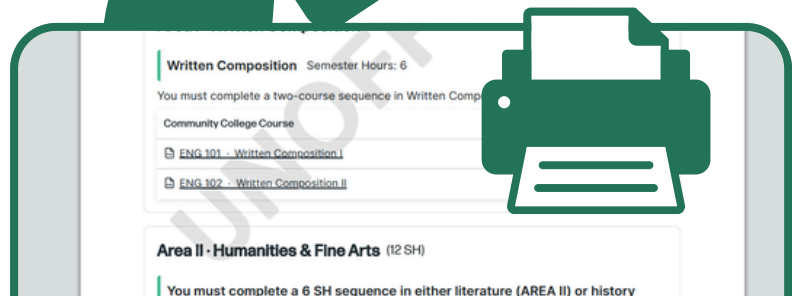 Written Composition Semester Hours: 6
You must complete a two-course sequence in Written
Community College Course
ENG 101 · Written Composition I
ENG 102 · Written Composition II
Area II · Humanities & Fine Arts (12 SH)
You must complete a 6 SH sequence in either literature (AREA II) or history